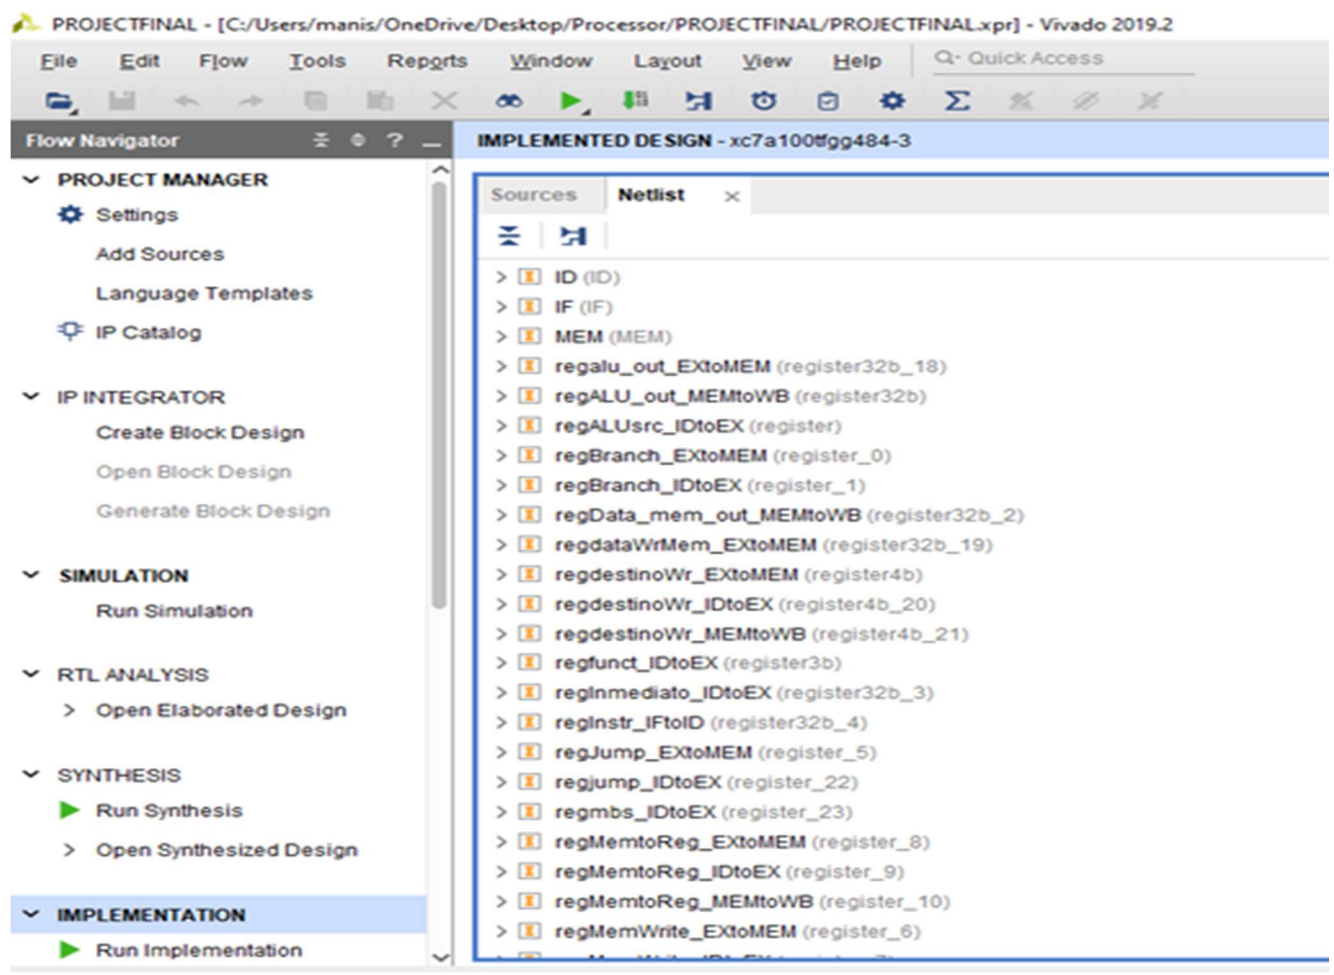 PROJECTFINAL - [C:/Users/manis/OneDrive/Desktop/Processor/PROJECTFINAL/PROJECTFINAL.xpr] - Vivado 2019.2
File Edit Flow Tools Reports Window Layout View Help Quick Access
Flow Navigator
PROJECT MANAGER
Settings
Add Sources
Language Templates
IP Catalog
IP INTEGRATOR
Create Block Design
Open Block Design
Generate Block Design
SIMULATION
Run Simulation
RTL ANALYSIS
Open Elaborated Design
SYNTHESIS
Run Synthesis
Open Synthesized Design
IMPLEMENTATION
Run Implementation
IMPLEMENTED DESIGN - xc7a100tfgg484-3
Sources Netlist
ID (ID)
IF (IF)
MEM (MEM)
regalu_out_EXtoMEM (register32b_18)
regALU_out_MEMtoWB (register32b)
regALUsrc_IDtoEX (register)
regBranch_EXtoMEM (register_0)
regBranch_IDtoEX (register_1)
regData_mem_out_MEMtoWB (register32b_2)
regdataWrMem_EXtoMEM (register32b_19)
regdestinoWr_EXtoMEM (register4b)
regdestinoWr_IDtoEX (register4b_20)
regdestinoWr_MEMtoWB (register4b_21)
regfunct_IDtoEX (register3b)
regInmediato_IDtoEX (register32b_3)
regInstr_IFtoID (register32b_4)
regJump_EXtoMEM (register_5)
regjump_IDtoEX (register_22)
regmbs_IDtoEX (register_23)
regMemtoReg_EXtoMEM (register_8)
regMemtoReg_IDtoEX (register_9)
regMemtoReg_MEMtoWB (register_10)
regMemWrite_EXtoMEM (register_6)